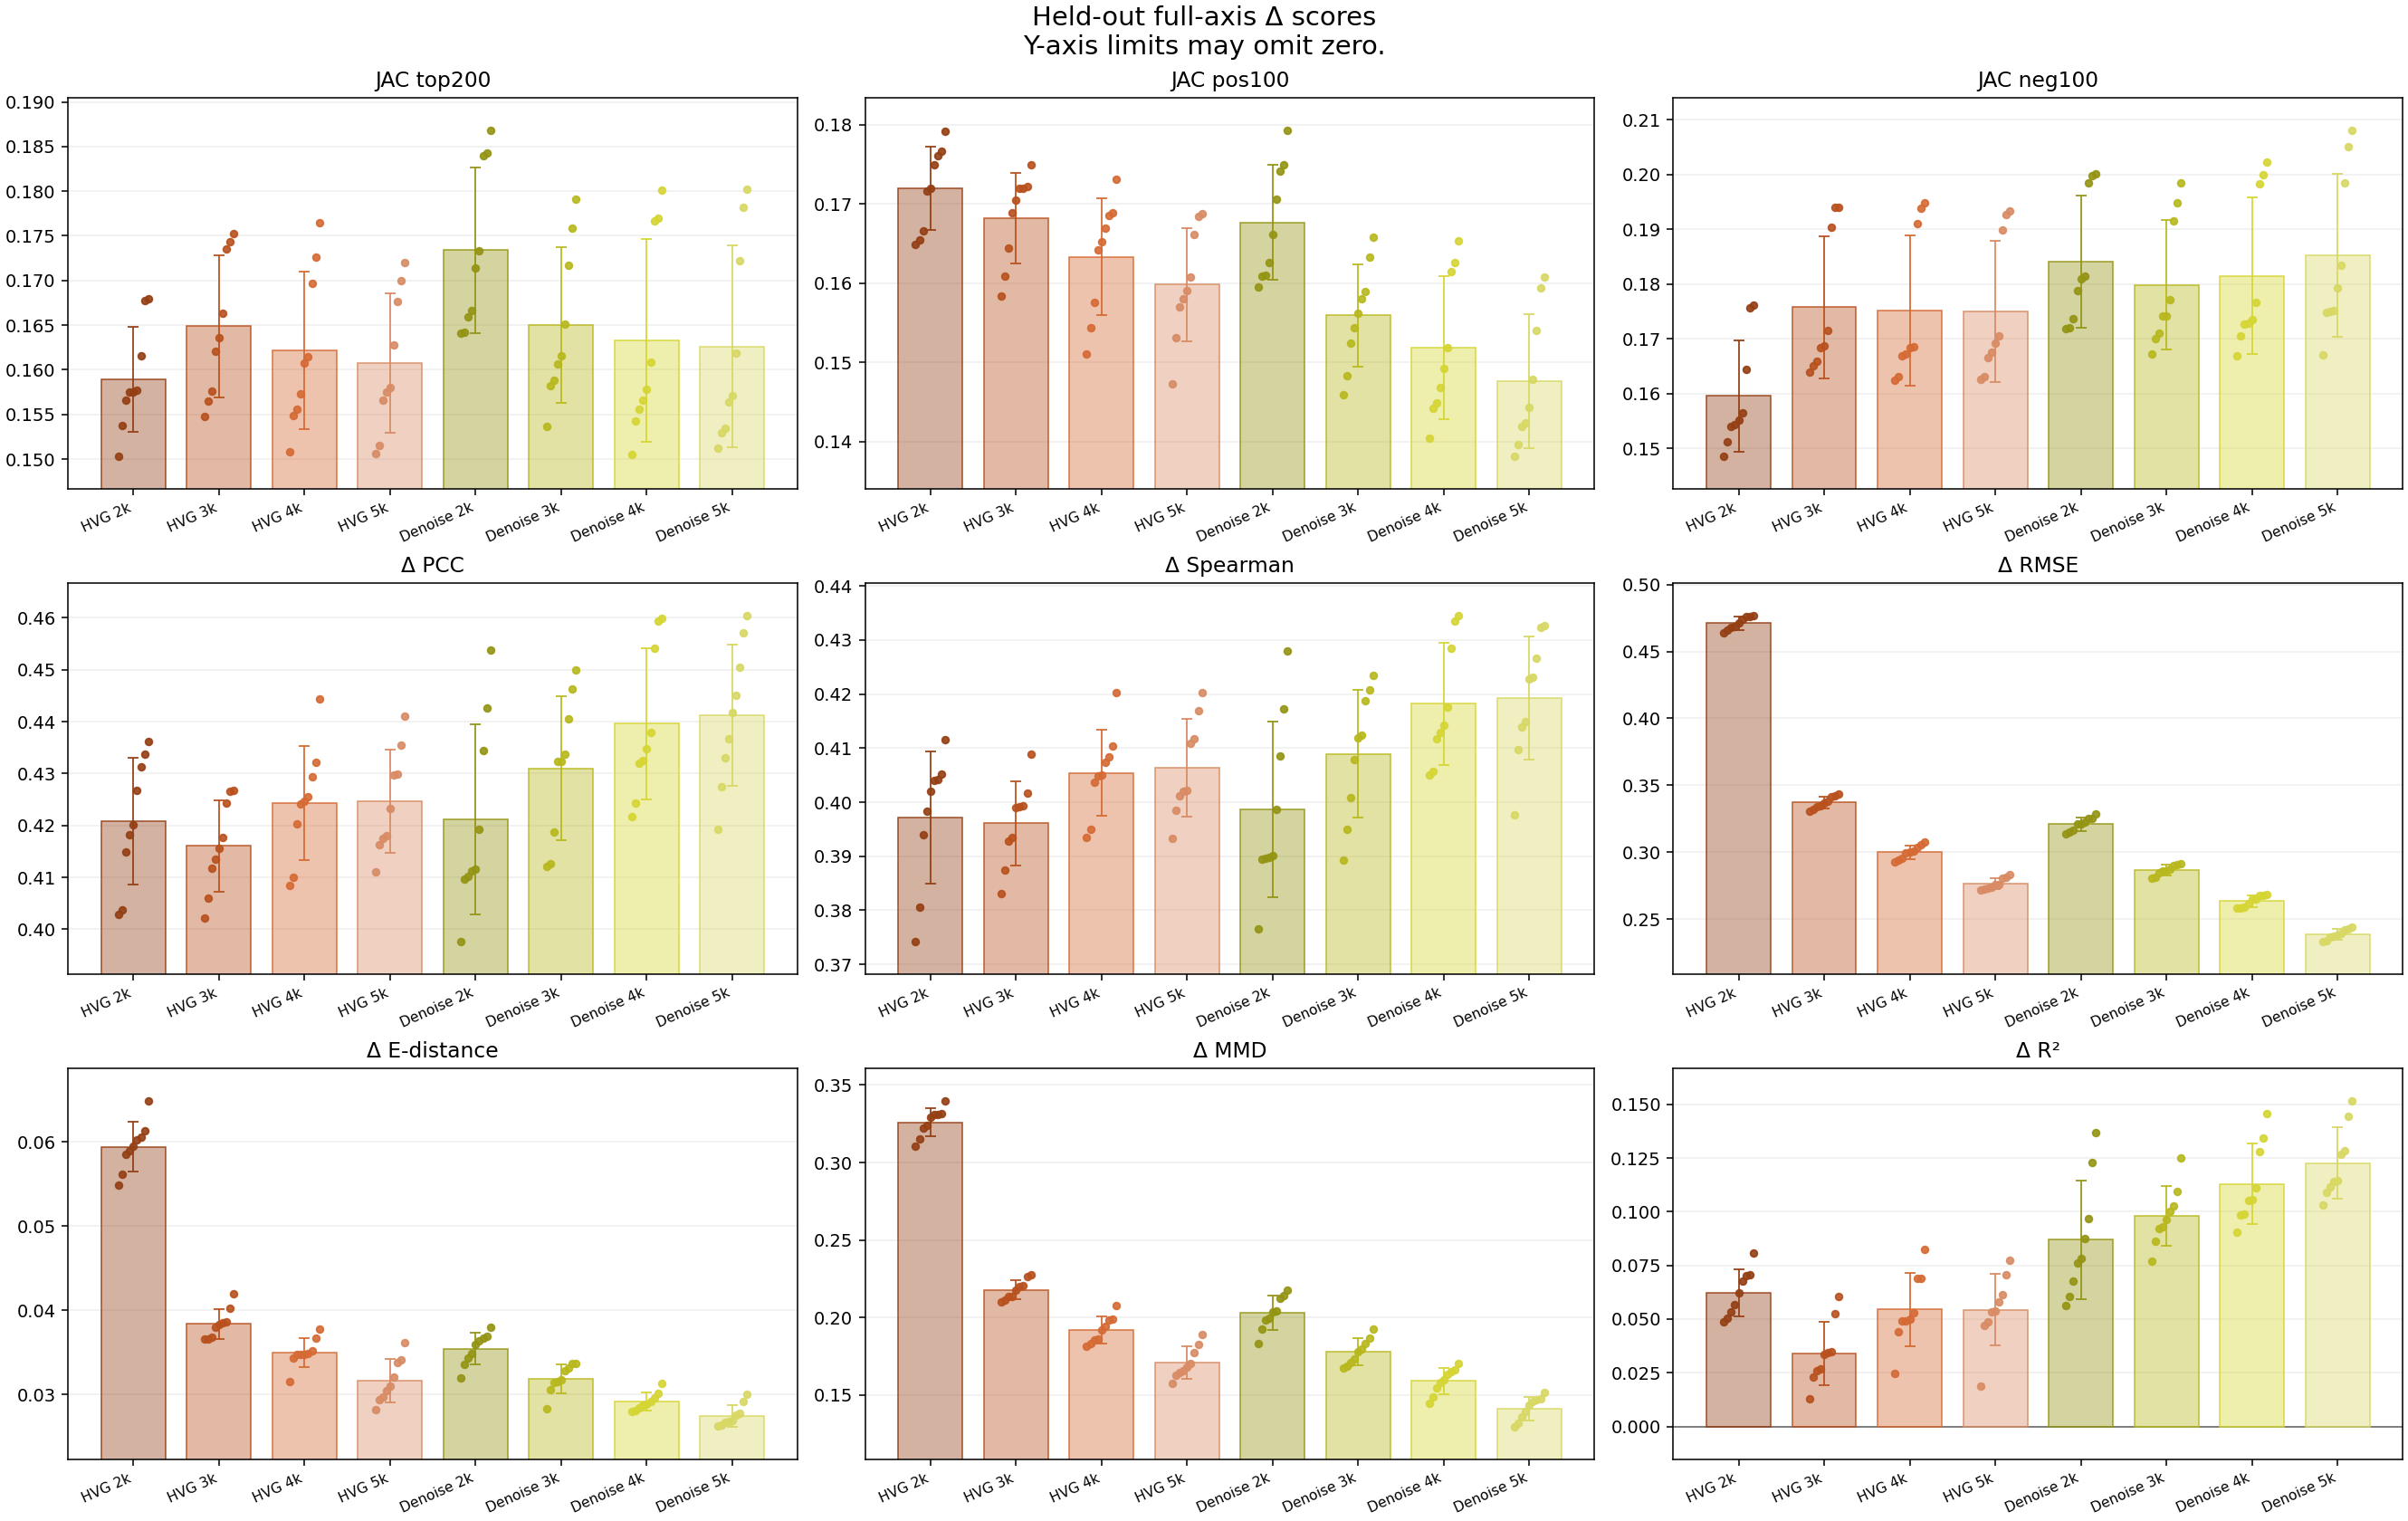 Held-out full-axis Δ scores
Y-axis limits may omit zero.
JAC top200
0.190
0.185
0.180
0.175
0.170
0.165
0.160
0.155
0.150
HVG 2k
HVG 3k
HVG 4k
HVG 5k
Denoise 2k
Denoise 3k
Denoise 4k
Denoise 5k
JAC pos100
0.18
0.17
0.16
0.15
0.14
HVG 2k
HVG 3k
HVG 4k
HVG 5k
Denoise 2k
Denoise 3k
Denoise 4k
Denoise 5k
JAC neg100
0.21
0.20
0.19
0.18
0.17
0.16
0.15
HVG 2k
HVG 3k
HVG 4k
HVG 5k
Denoise 2k
Denoise 3k
Denoise 4k
Denoise 5k
Δ PCC
0.46
0.45
0.44
0.43
0.42
0.41
0.40
HVG 2k
HVG 3k
HVG 4k
HVG 5k
Denoise 2k
Denoise 3k
Denoise 4k
Denoise 5k
Δ Spearman
0.44
0.43
0.42
0.41
0.40
0.39
0.38
0.37
HVG 2k
HVG 3k
HVG 4k
HVG 5k
Denoise 2k
Denoise 3k
Denoise 4k
Denoise 5k
Δ RMSE
0.50
0.45
0.40
0.35
0.30
0.25
HVG 2k
HVG 3k
HVG 4k
HVG 5k
Denoise 2k
Denoise 3k
Denoise 4k
Denoise 5k
Δ E-distance
0.06
0.05
0.04
0.03
HVG 2k
HVG 3k
HVG 4k
HVG 5k
Denoise 2k
Denoise 3k
Denoise 4k
Denoise 5k
Δ MMD
0.35
0.30
0.25
0.20
0.15
HVG 2k
HVG 3k
HVG 4k
HVG 5k
Denoise 2k
Denoise 3k
Denoise 4k
Denoise 5k
Δ R²
0.150
0.125
0.100
0.075
0.050
0.025
0.000
HVG 2k
HVG 3k
HVG 4k
HVG 5k
Denoise 2k
Denoise 3k
Denoise 4k
Denoise 5k